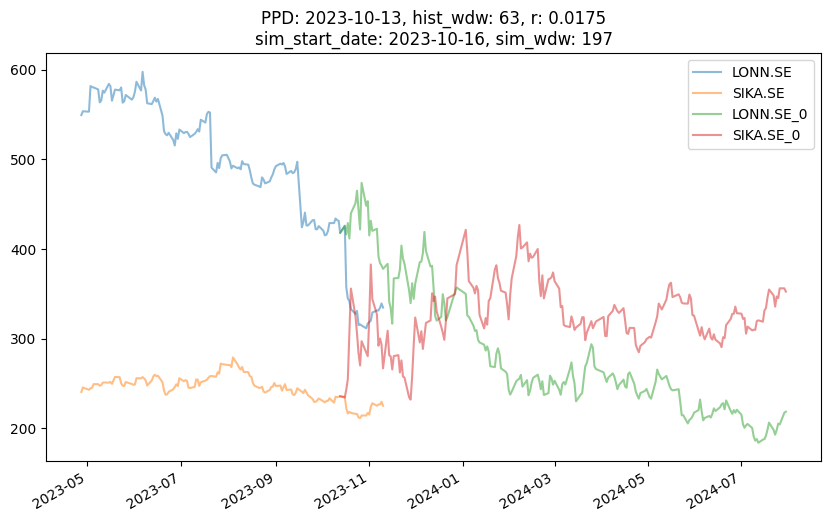 PPD: 2023-10-13, hist_wdw: 63, r: 0.0175
sim_start_date: 2023-10-16, sim_wdw: 197
LONN.SE
SIKA.SE
LONN.SE_0
SIKA.SE_0
600
500
400
300
200
2023-05
2023-07
2023-09
2023-11
2024-01
2024-03
2024-05
2024-07